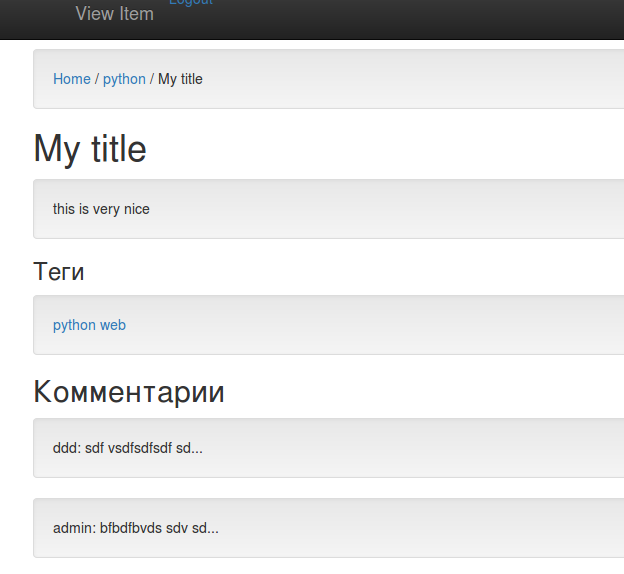 View Item Logout
Home / python / My title
My title
this is very nice
Теги
python web
Комментарии
ddd: sdf vsdfsdfsdf sd...
admin: bfbdfbvds sdv sd...